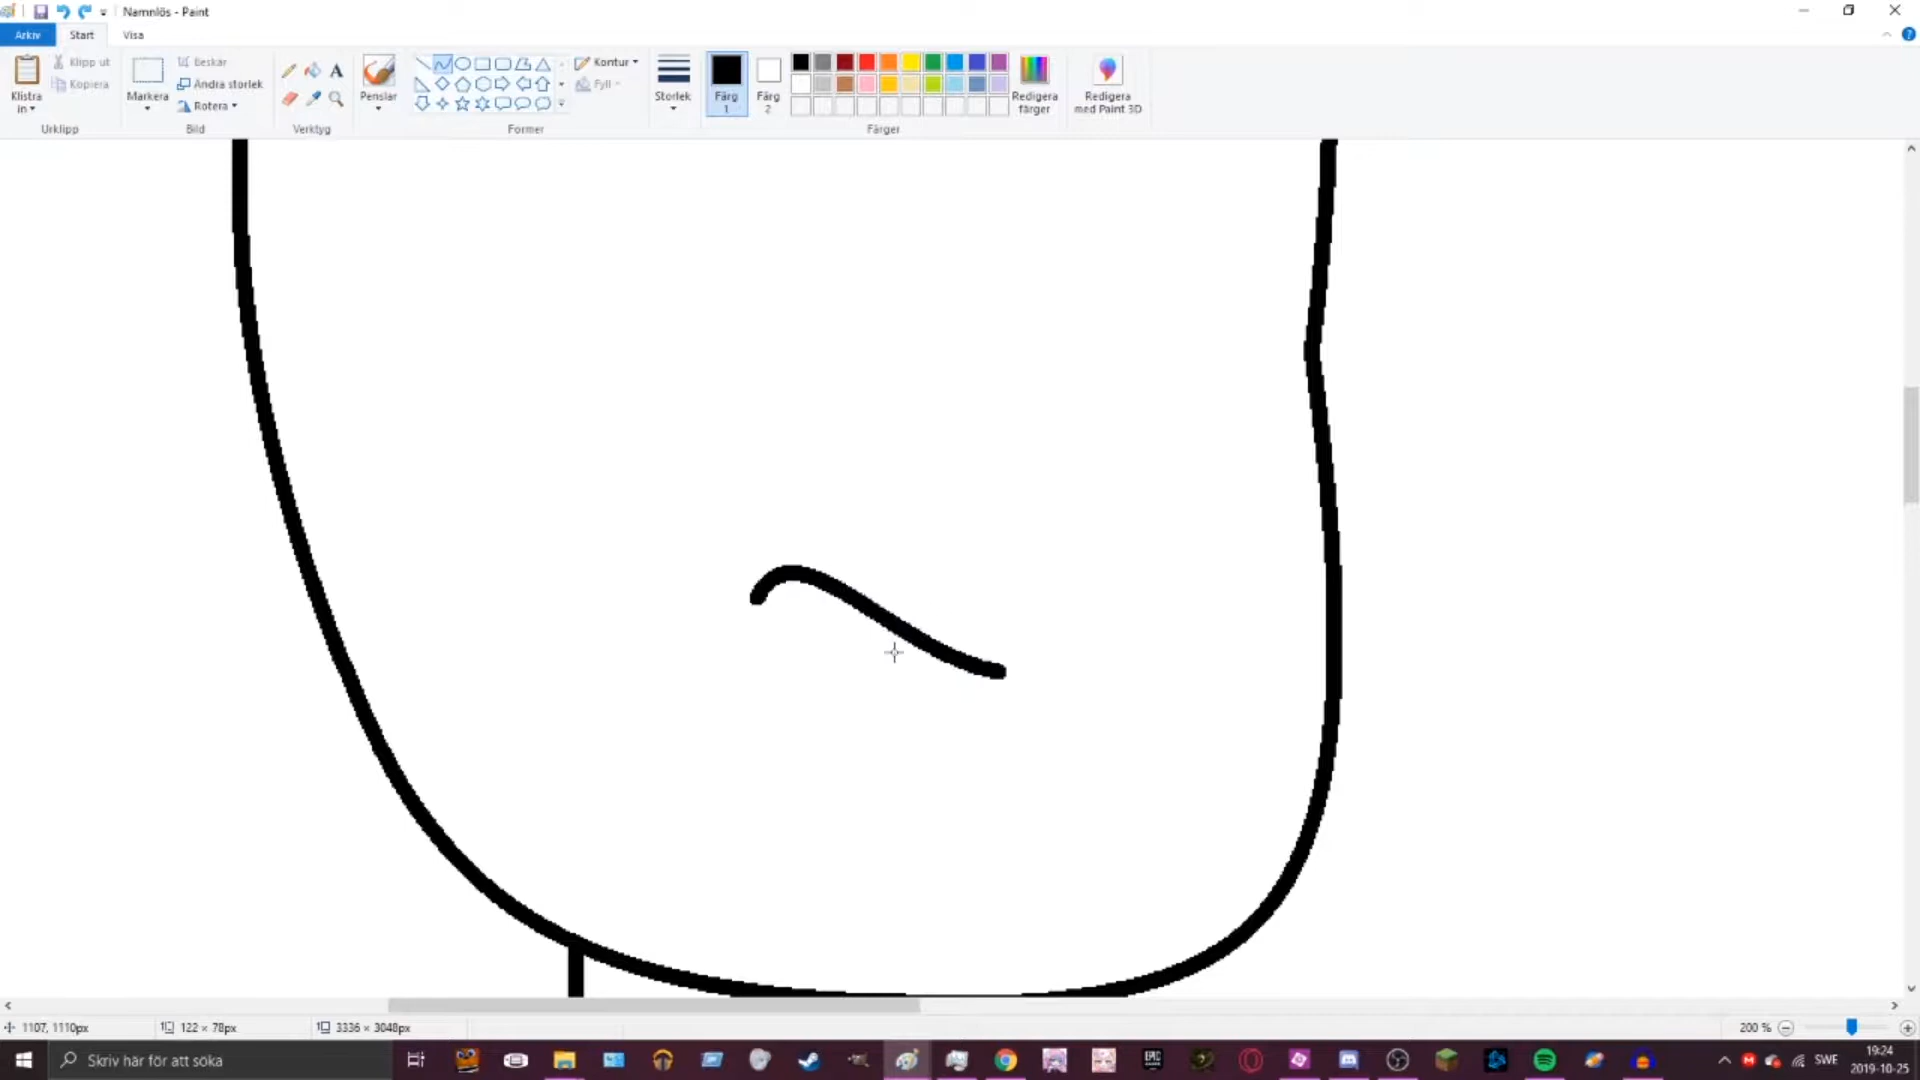 Namnlös - Paint
Arkiv Start Visa
Klistra in
Klipp ut
Kopiera
Urklipp
Markera
Beskär
Ändra storlek
Rotera
Bild
A
Verktyg
Penslar
Kontur
Fyll
Former
Storlek
Färg 1
Färg 2
Redigera färger
Färger
Redigera med Paint 3D
1107, 1110px
122 × 78px
3336 × 3048px
200 %
Skriv här för att söka
EPIC
SWE
19:24
2019-10-25